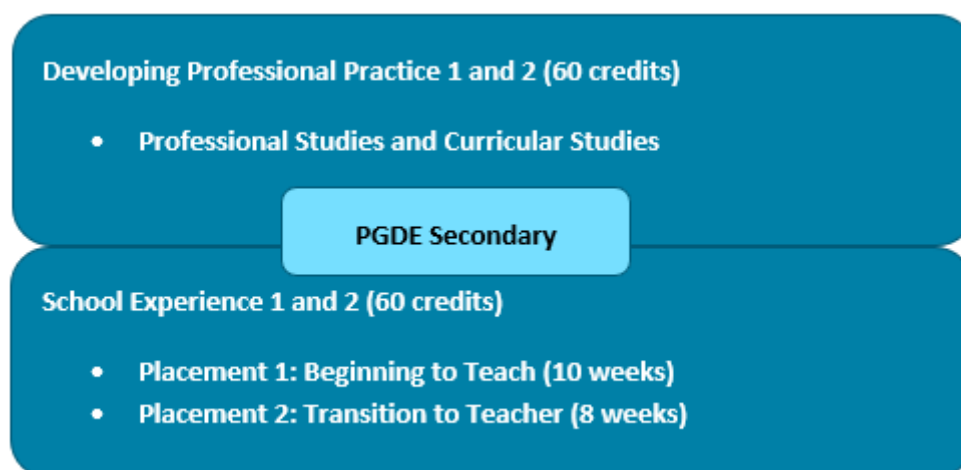 Developing Professional Practice 1 and 2 (60 credits)
• Professional Studies and Curricular Studies
PGDE Secondary
School Experience 1 and 2 (60 credits)
• Placement 1: Beginning to Teach (10 weeks)
• Placement 2: Transition to Teacher (8 weeks)